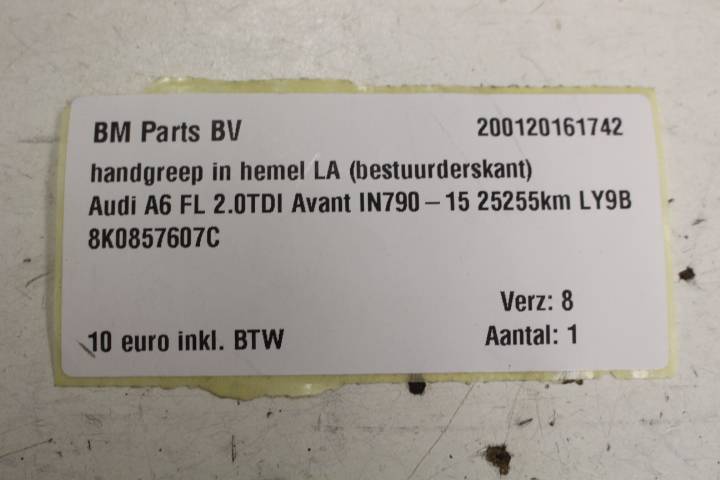 BM Parts BV 200120161742
handgreep in hemel LA (bestuurderskant)
Audi A6 FL 2.0TDI Avant IN790 – 15 25255km LY9B
8K0857607C
Verz: 8
10 euro inkl. BTW Aantal: 1